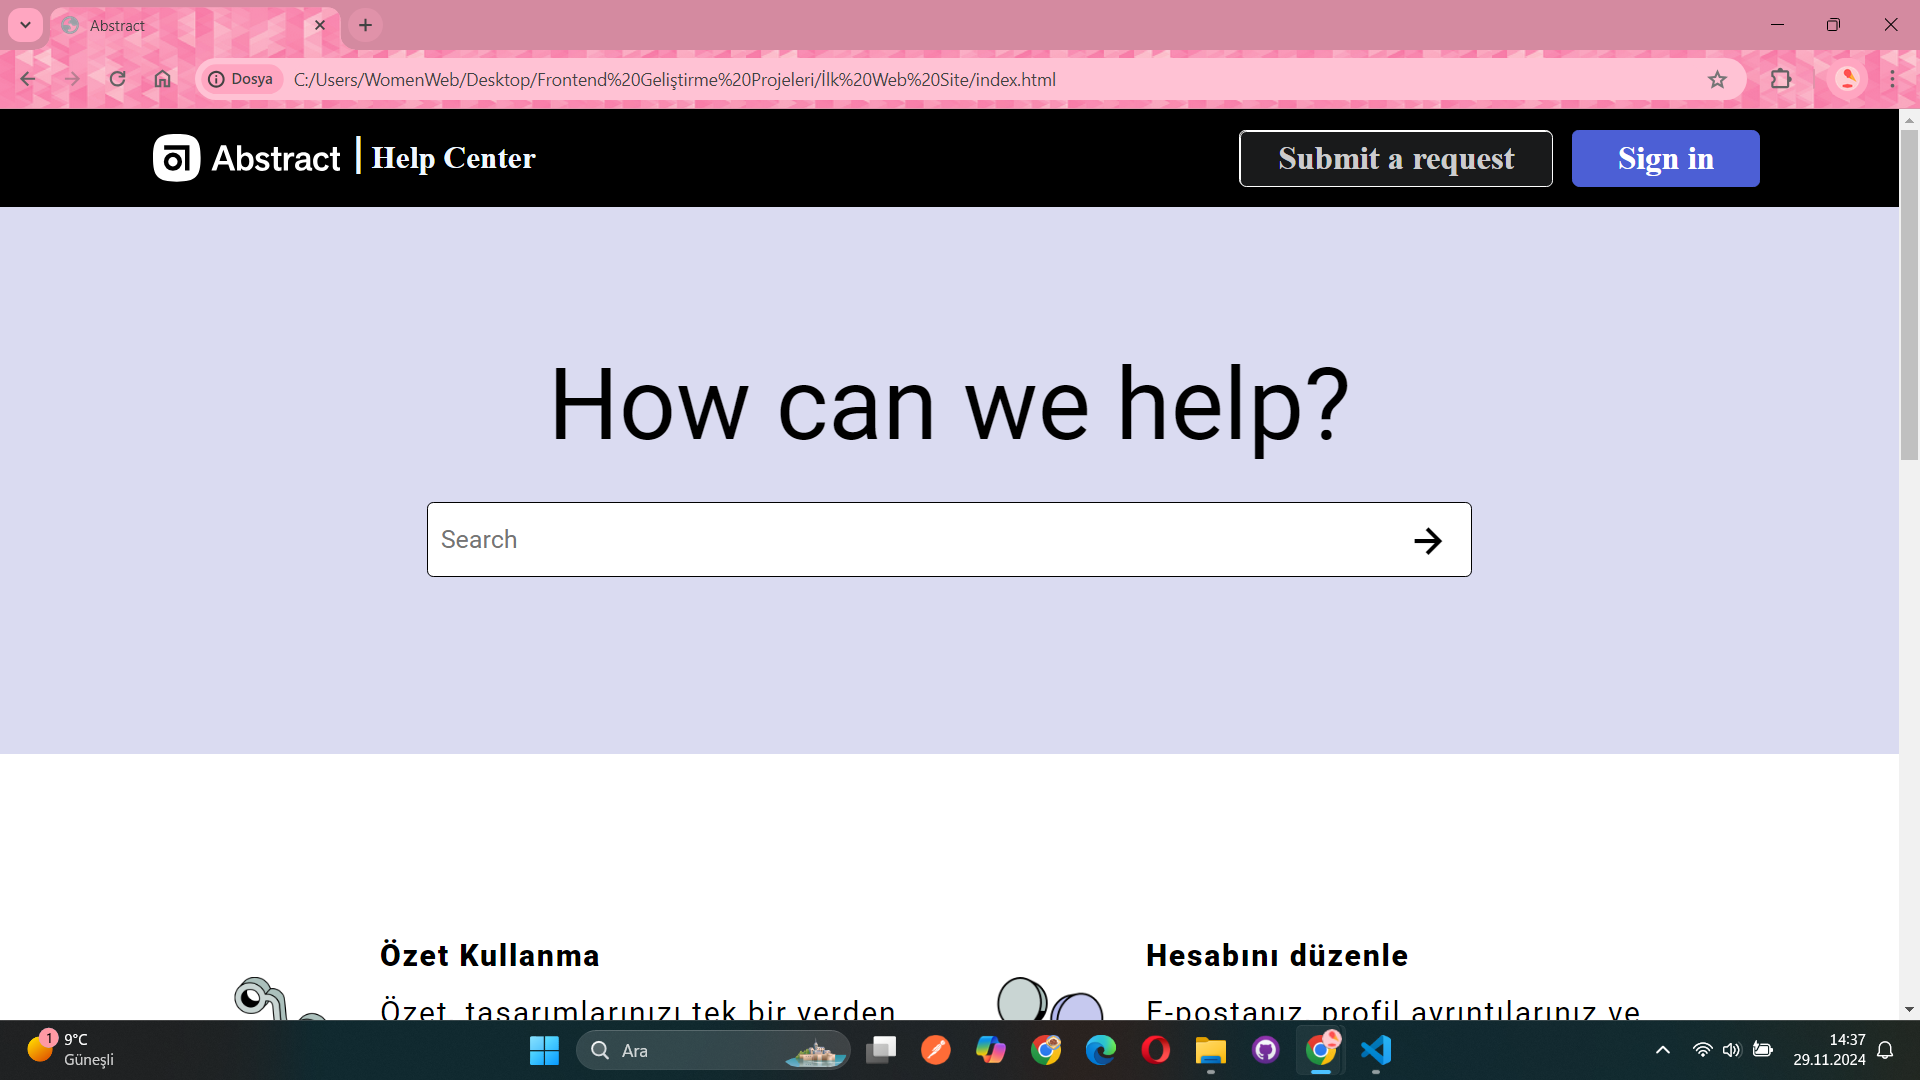 Abstract
Dosya C:/Users/WomenWeb/Desktop/Frontend%20Geliştirme%20Projeleri/İlk%20Web%20Site/index.html
Abstract | Help Center Submit a request Sign in
How can we help?
Search
Özet Kullanma
Özet, tasarımlarınızı tek bir yerden
Hesabını düzenle
E-postanız, profil ayrıntılarınız ve
1
9°C
Güneşli
Ara
14:37
29.11.2024